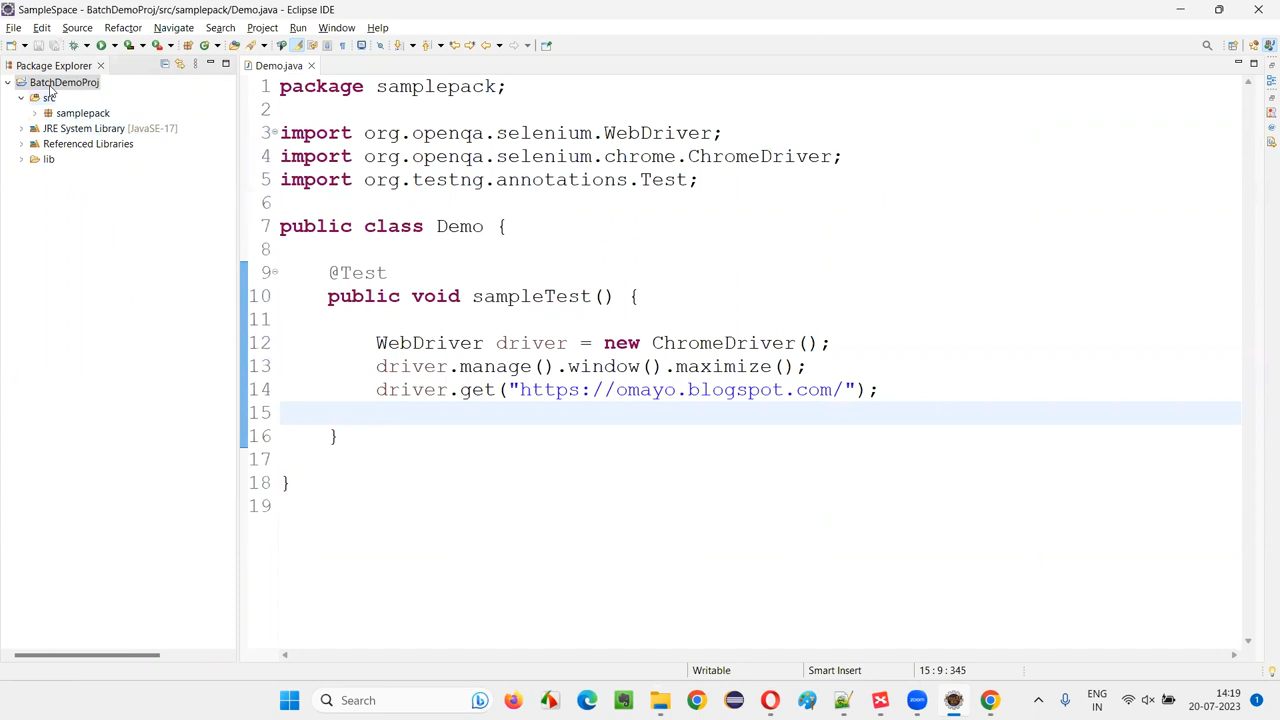 SampleSpace - BatchDemoProj/src/samplepack/Demo.java - Eclipse IDE
File Edit Source Refactor Navigate Search Project Run Window Help
Package Explorer
BatchDemoProj
src
samplepack
JRE System Library [JavaSE-17]
Referenced Libraries
lib
Demo.java
1 package samplepack;
2
3 import org.openqa.selenium.WebDriver;
4 import org.openqa.selenium.chrome.ChromeDriver;
5 import org.testng.annotations.Test;
6
7 public class Demo {
8
9 @Test
10 public void sampleTest() {
11
12 WebDriver driver = new ChromeDriver();
13 driver.manage().window().maximize();
14 driver.get("https://omayo.blogspot.com/");
15
16 }
17
18 }
19
Writable Smart Insert 15 : 9 : 345
Search
zoom
ENG
IN
14:19
20-07-2023
1